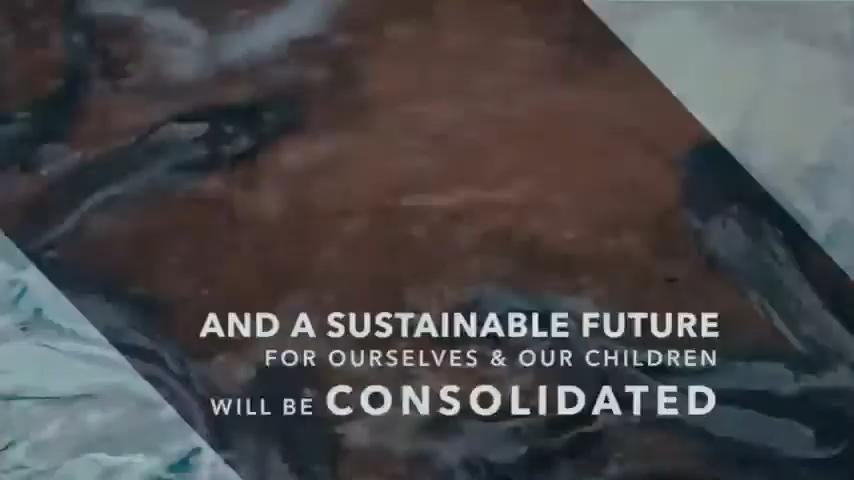 AND A SUSTAINABLE FUTURE
FOR OURSELVES & OUR CHILDREN
WILL BE CONSOLIDATED